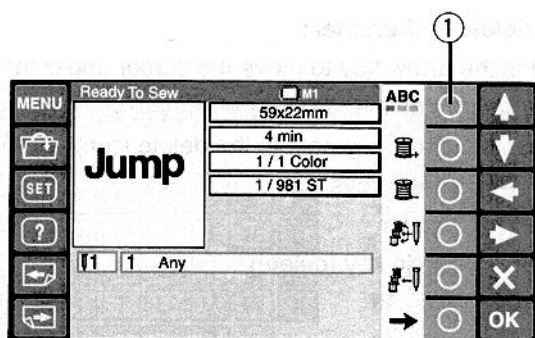 1
MENU
Ready To Sew
M1
ABC
59x22mm
4 min
Jump
1 / 1 Color
SET
1 / 981 ST
?
1 1 Any
OK